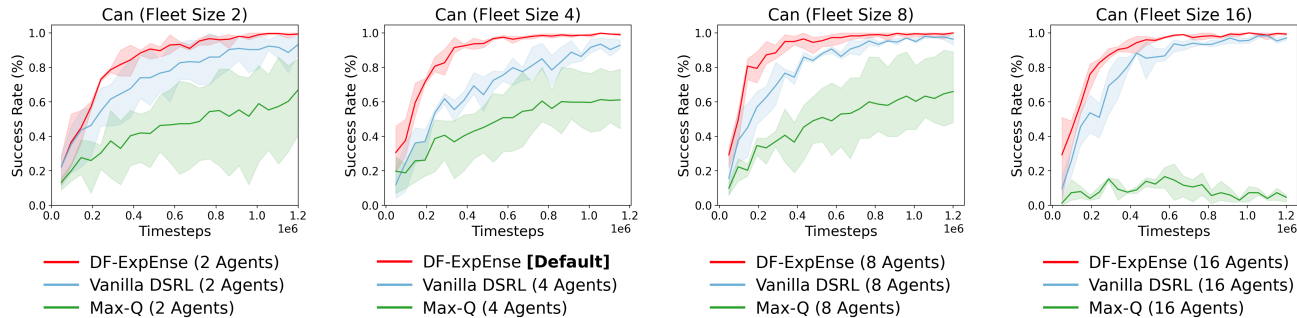 Can (Fleet Size 2)
Success Rate (%)
1.0
0.8
0.6
0.4
0.2
0.0
0.0 0.2 0.4 0.6 0.8 1.0 1.2
1e6
Timesteps
DF-ExpEnse (2 Agents)
Vanilla DSRL (2 Agents)
Max-Q (2 Agents)
Can (Fleet Size 4)
Success Rate (%)
1.0
0.8
0.6
0.4
0.2
0.0
0.0 0.2 0.4 0.6 0.8 1.0 1.2
1e6
Timesteps
DF-ExpEnse [Default]
Vanilla DSRL (4 Agents)
Max-Q (4 Agents)
Can (Fleet Size 8)
Success Rate (%)
1.0
0.8
0.6
0.4
0.2
0.0
0.0 0.2 0.4 0.6 0.8 1.0 1.2
1e6
Timesteps
DF-ExpEnse (8 Agents)
Vanilla DSRL (8 Agents)
Max-Q (8 Agents)
Can (Fleet Size 16)
Success Rate (%)
1.0
0.8
0.6
0.4
0.2
0.0
0.0 0.2 0.4 0.6 0.8 1.0 1.2
1e6
Timesteps
DF-ExpEnse (16 Agents)
Vanilla DSRL (16 Agents)
Max-Q (16 Agents)